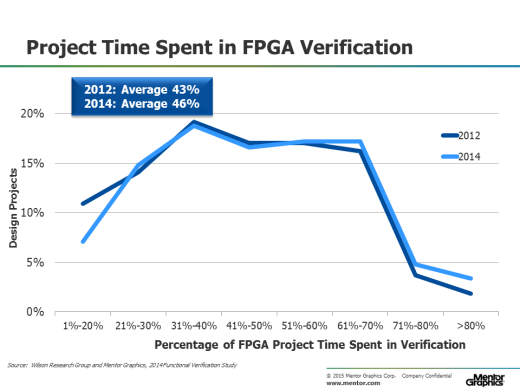 Project Time Spent in FPGA Verification
2012: Average 43%
2014: Average 46%
20%
15%
10%
5%
0%
Design Projects
2012
2014
1%-20% 21%-30% 31%-40% 41%-50% 51%-60% 61%-70% 71%-80% >80%
Percentage of FPGA Project Time Spent in Verification
Source: Wilson Research Group and Mentor Graphics, 2014 Functional Verification Study
© 2015 Mentor Graphics Corp. Company Confidential
www.mentor.com
Mentor
Graphics